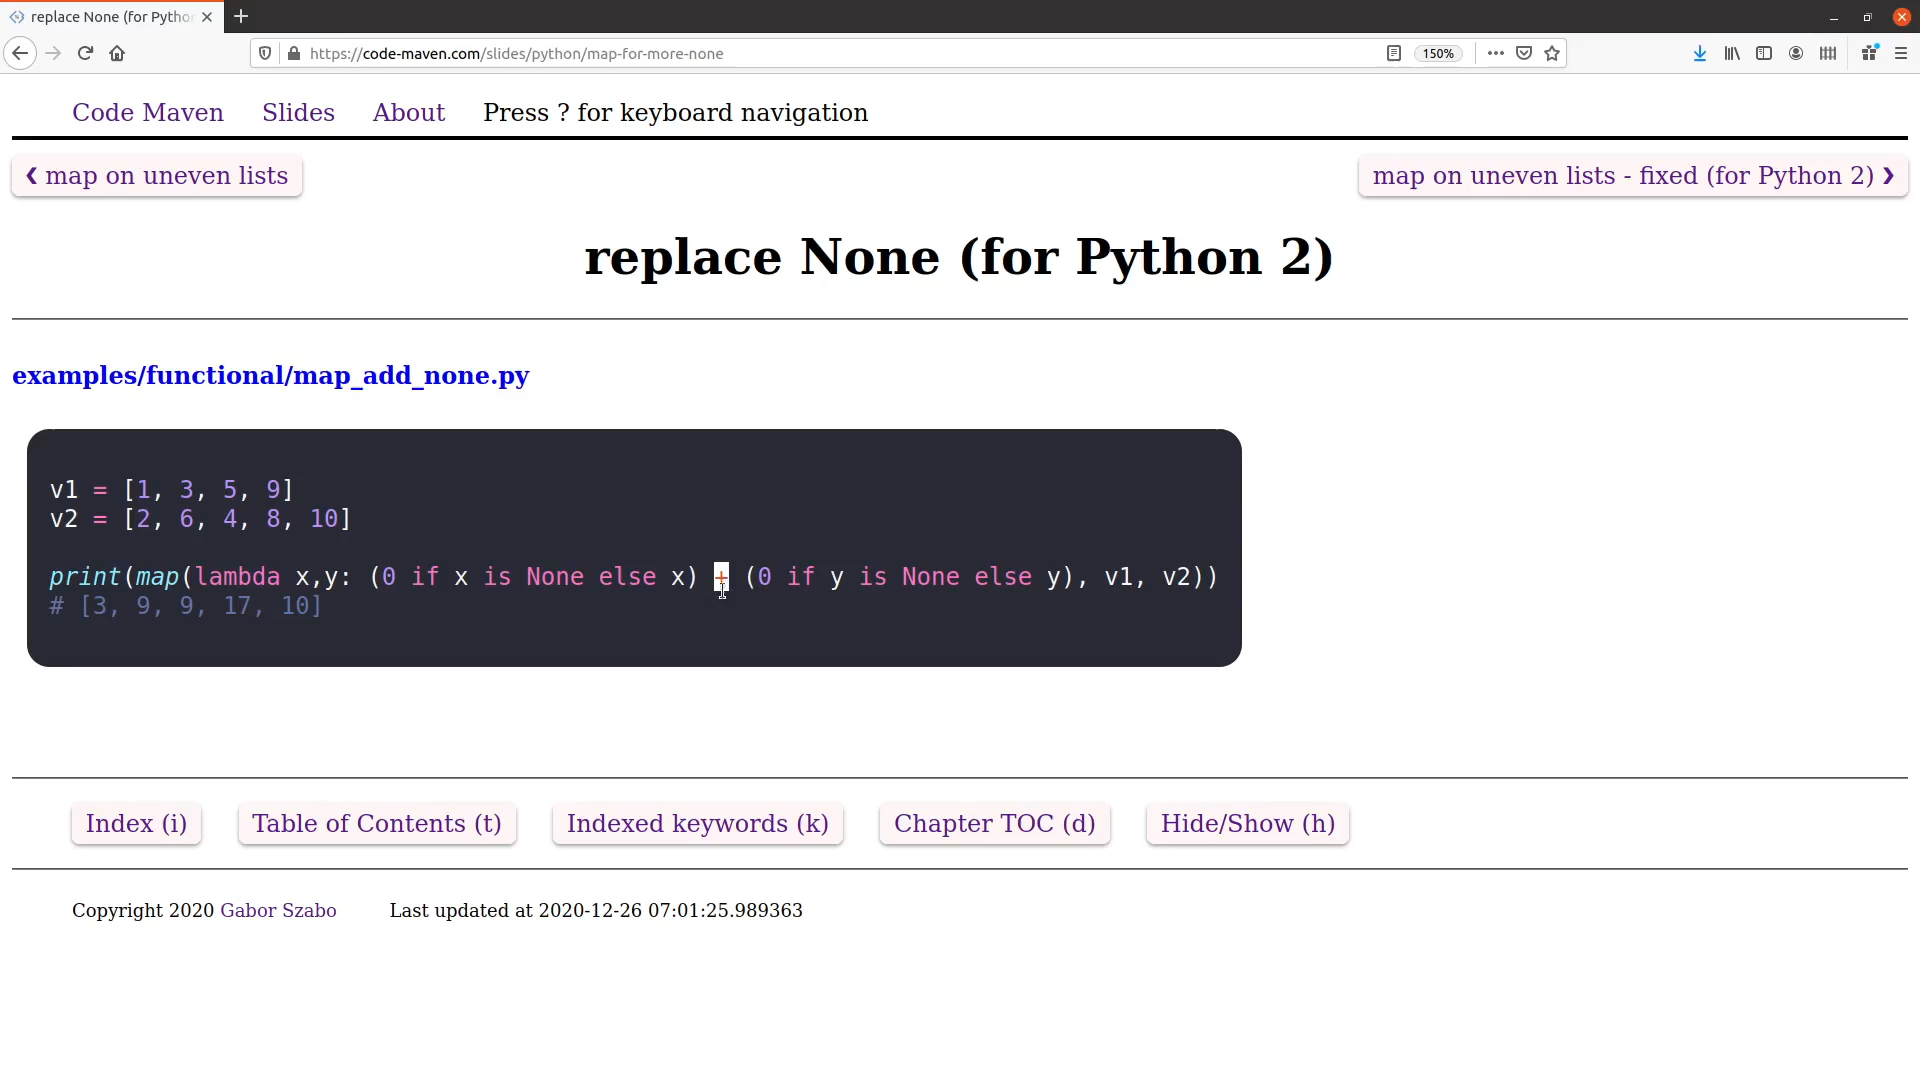 replace None (for Pytho
https://code-maven.com/slides/python/map-for-more-none
150%
Code Maven Slides About Press ? for keyboard navigation
❮ map on uneven lists
map on uneven lists - fixed (for Python 2) ❯
replace None (for Python 2)
examples/functional/map_add_none.py
v1 = [1, 3, 5, 9]
v2 = [2, 6, 4, 8, 10]
print(map(lambda x,y: (0 if x is None else x) + (0 if y is None else y), v1, v2))
# [3, 9, 9, 17, 10]
Index (i) Table of Contents (t) Indexed keywords (k) Chapter TOC (d) Hide/Show (h)
Copyright 2020 Gabor Szabo Last updated at 2020-12-26 07:01:25.989363